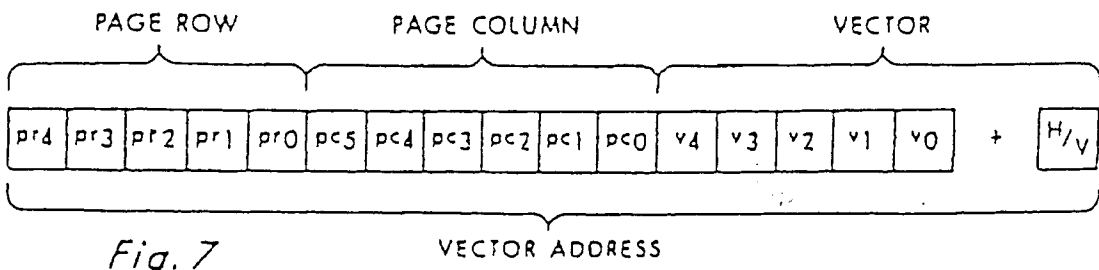 PAGE ROW PAGE COLUMN VECTOR
pr4 pr3 pr2 pr1 pr0 pc5 pc4 pc3 pc2 pc1 pc0 v4 v3 v2 v1 v0 + H/V
Fig. 7 VECTOR ADDRESS